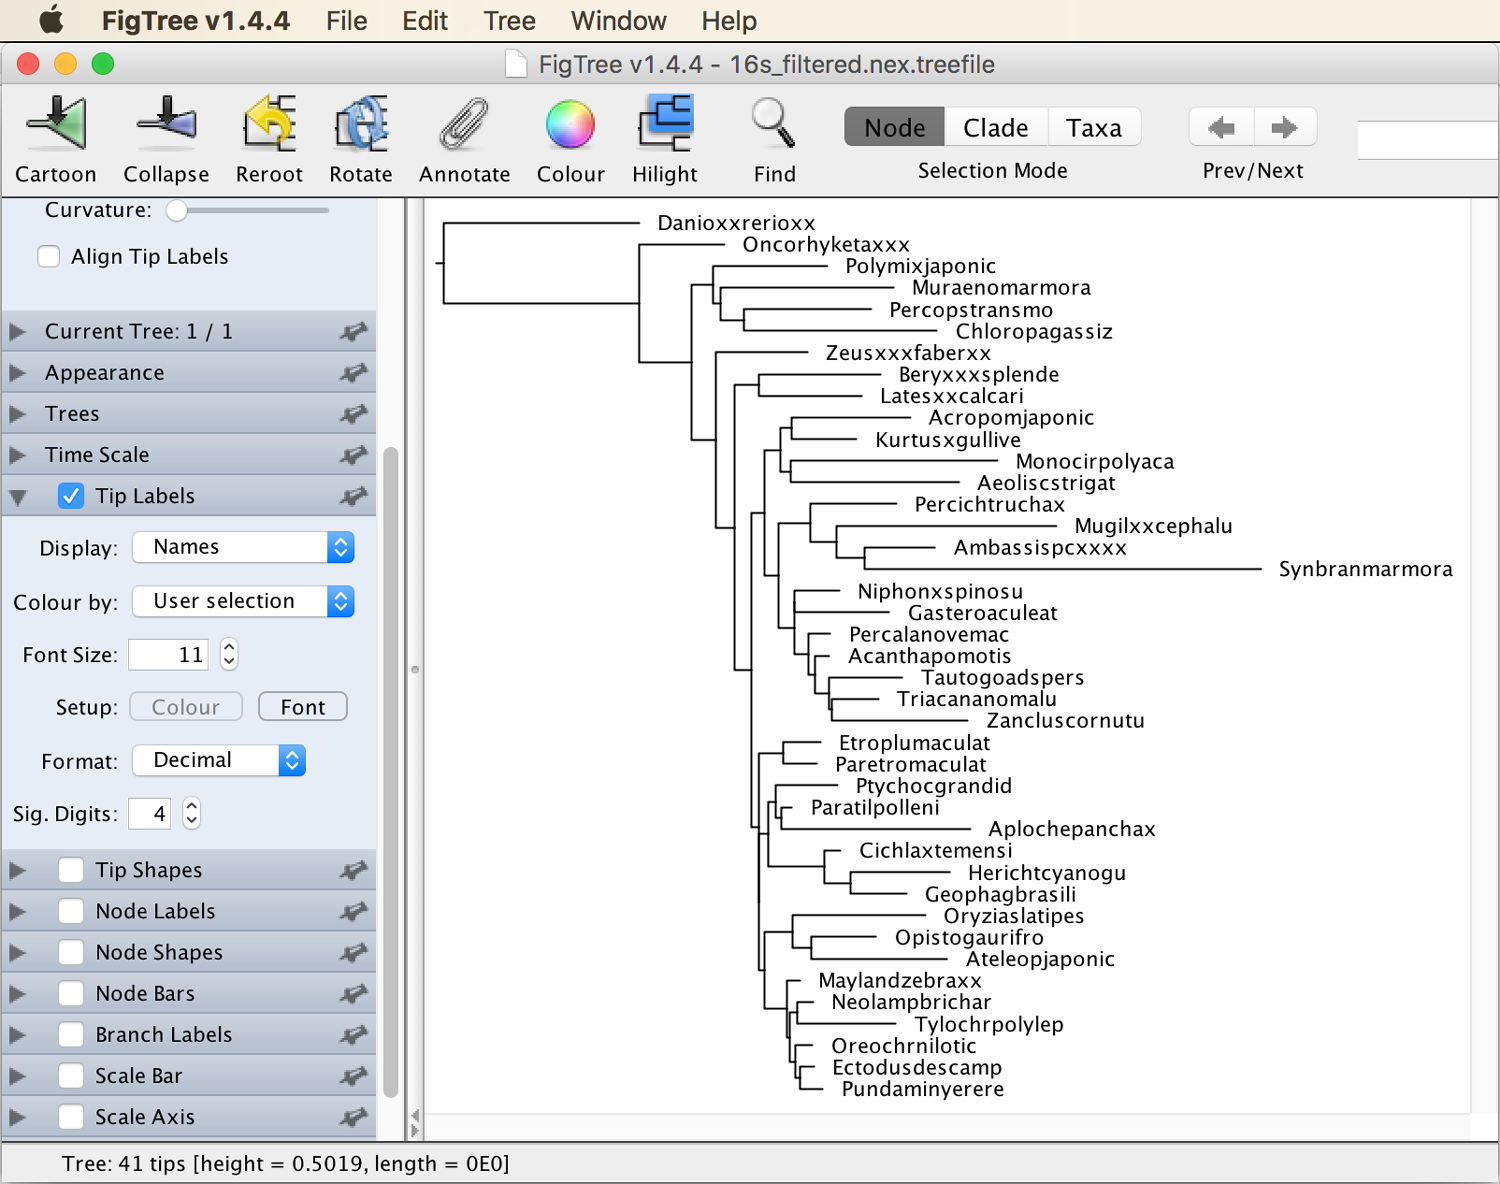 FigTree v1.4.4 File Edit Tree Window Help
FigTree v1.4.4 - 16s_filtered.nex.treefile
Cartoon Collapse Reroot Rotate Annotate Colour Hilight Find
Node Clade Taxa
Selection Mode
Prev/Next
Curvature:
Align Tip Labels
Current Tree: 1 / 1
Appearance
Trees
Time Scale
Tip Labels
Display: Names
Colour by: User selection
Font Size: 11
Setup: Colour Font
Format: Decimal
Sig. Digits: 4
Tip Shapes
Node Labels
Node Shapes
Node Bars
Branch Labels
Scale Bar
Scale Axis
Danioxxrerioxx
Oncorhyketaxxx
Polymixjaponic
Muraenomarmora
Percopstransmo
Chloropagassiz
Zeusxxxfaberxx
Beryxxxsplende
Latesxxcalcari
Acropomjaponic
Kurtusxgullive
Monocirpolyaca
Aeoliscstrigat
Percichtruchax
Mugilxxcephalu
Ambassispcxxxx
Synbranmarmora
Niphonxspinosu
Gasteroaculeat
Percalanovemac
Acanthapomotis
Tautogoadspers
Triacananomalu
Zancluscornutu
Etroplumaculat
Paretromaculat
Ptychocgrandid
Paratilpolleni
Aplochepanchax
Cichlaxtemensi
Herichtcyanogu
Geophagbrasili
Oryziaslatipes
Opistogaurifro
Ateleopjaponic
Maylandzebraxx
Neolampbrichar
Tylochrpolylep
Oreochrnilotic
Ectodusdescamp
Pundaminyerere
Tree: 41 tips [height = 0.5019, length = 0E0]